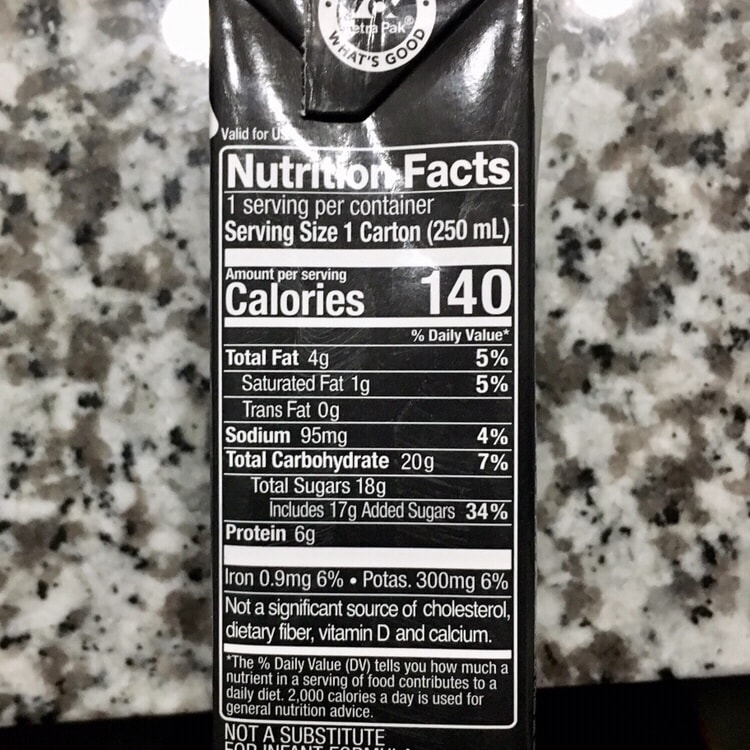 Tetra Pak®
WHAT'S GOOD
Valid for US
Nutrition Facts
1 serving per container
Serving Size 1 Carton (250 mL)
Amount per serving
Calories 140
% Daily Value*
Total Fat 4g 5%
Saturated Fat 1g 5%
Trans Fat 0g
Sodium 95mg 4%
Total Carbohydrate 20g 7%
Total Sugars 18g
Includes 17g Added Sugars 34%
Protein 6g
Iron 0.9mg 6% • Potas. 300mg 6%
Not a significant source of cholesterol,
dietary fiber, vitamin D and calcium.
*The % Daily Value (DV) tells you how much a
nutrient in a serving of food contributes to a
daily diet. 2,000 calories a day is used for
general nutrition advice.
NOT A SUBSTITUTE
FOR INFANT FORMULA